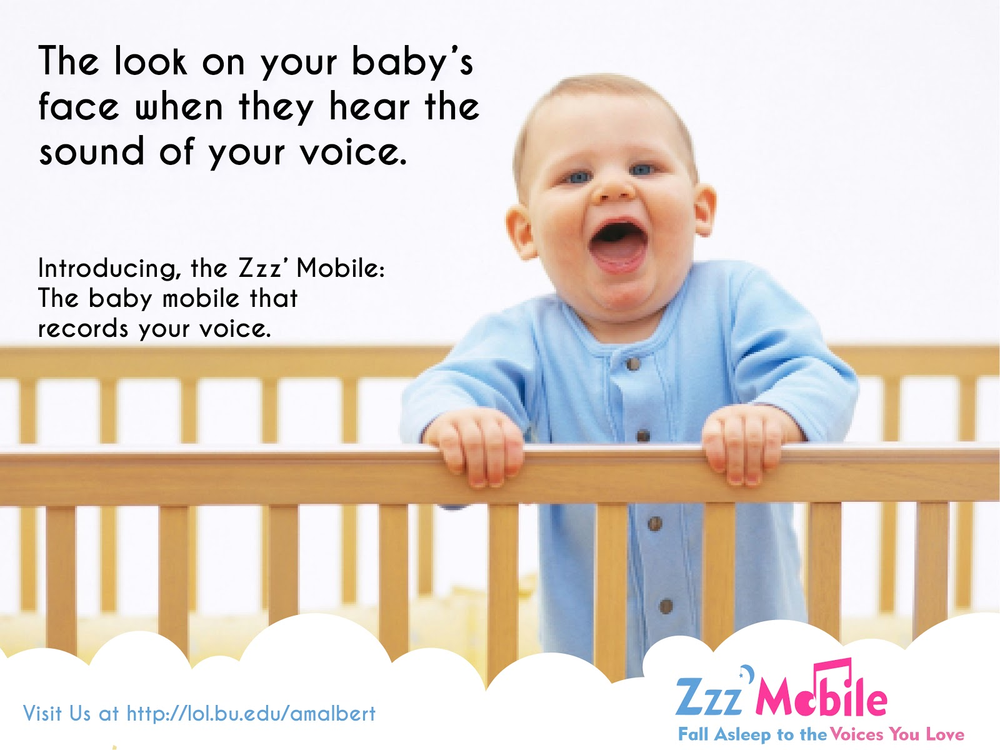 The look on your baby's
face when they hear the
sound of your voice.
Introducing, the Zzz' Mobile:
The baby mobile that
records your voice.
Visit Us at http://lol.bu.edu/amalbert
Zzz' Mobile
Fall Asleep to the Voices You Love